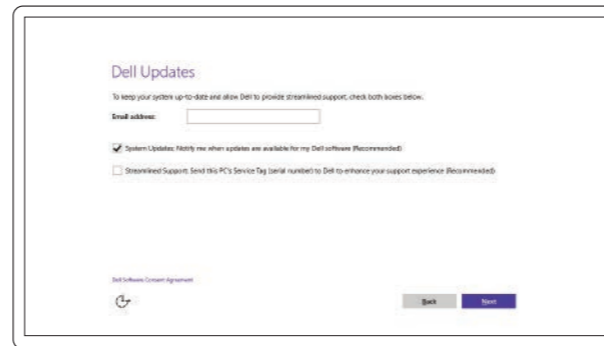 Dell Updates
To keep your system up-to-date and allow Dell to provide streamlined support, check both boxes below.
Email address:
System Updates: Notify me when updates are available for my Dell software (Recommended)
Streamlined Support: Send this PC's Service Tag (serial number) to Dell to enhance your support experience (Recommended)
Dell Software Consent Agreement
Back
Next